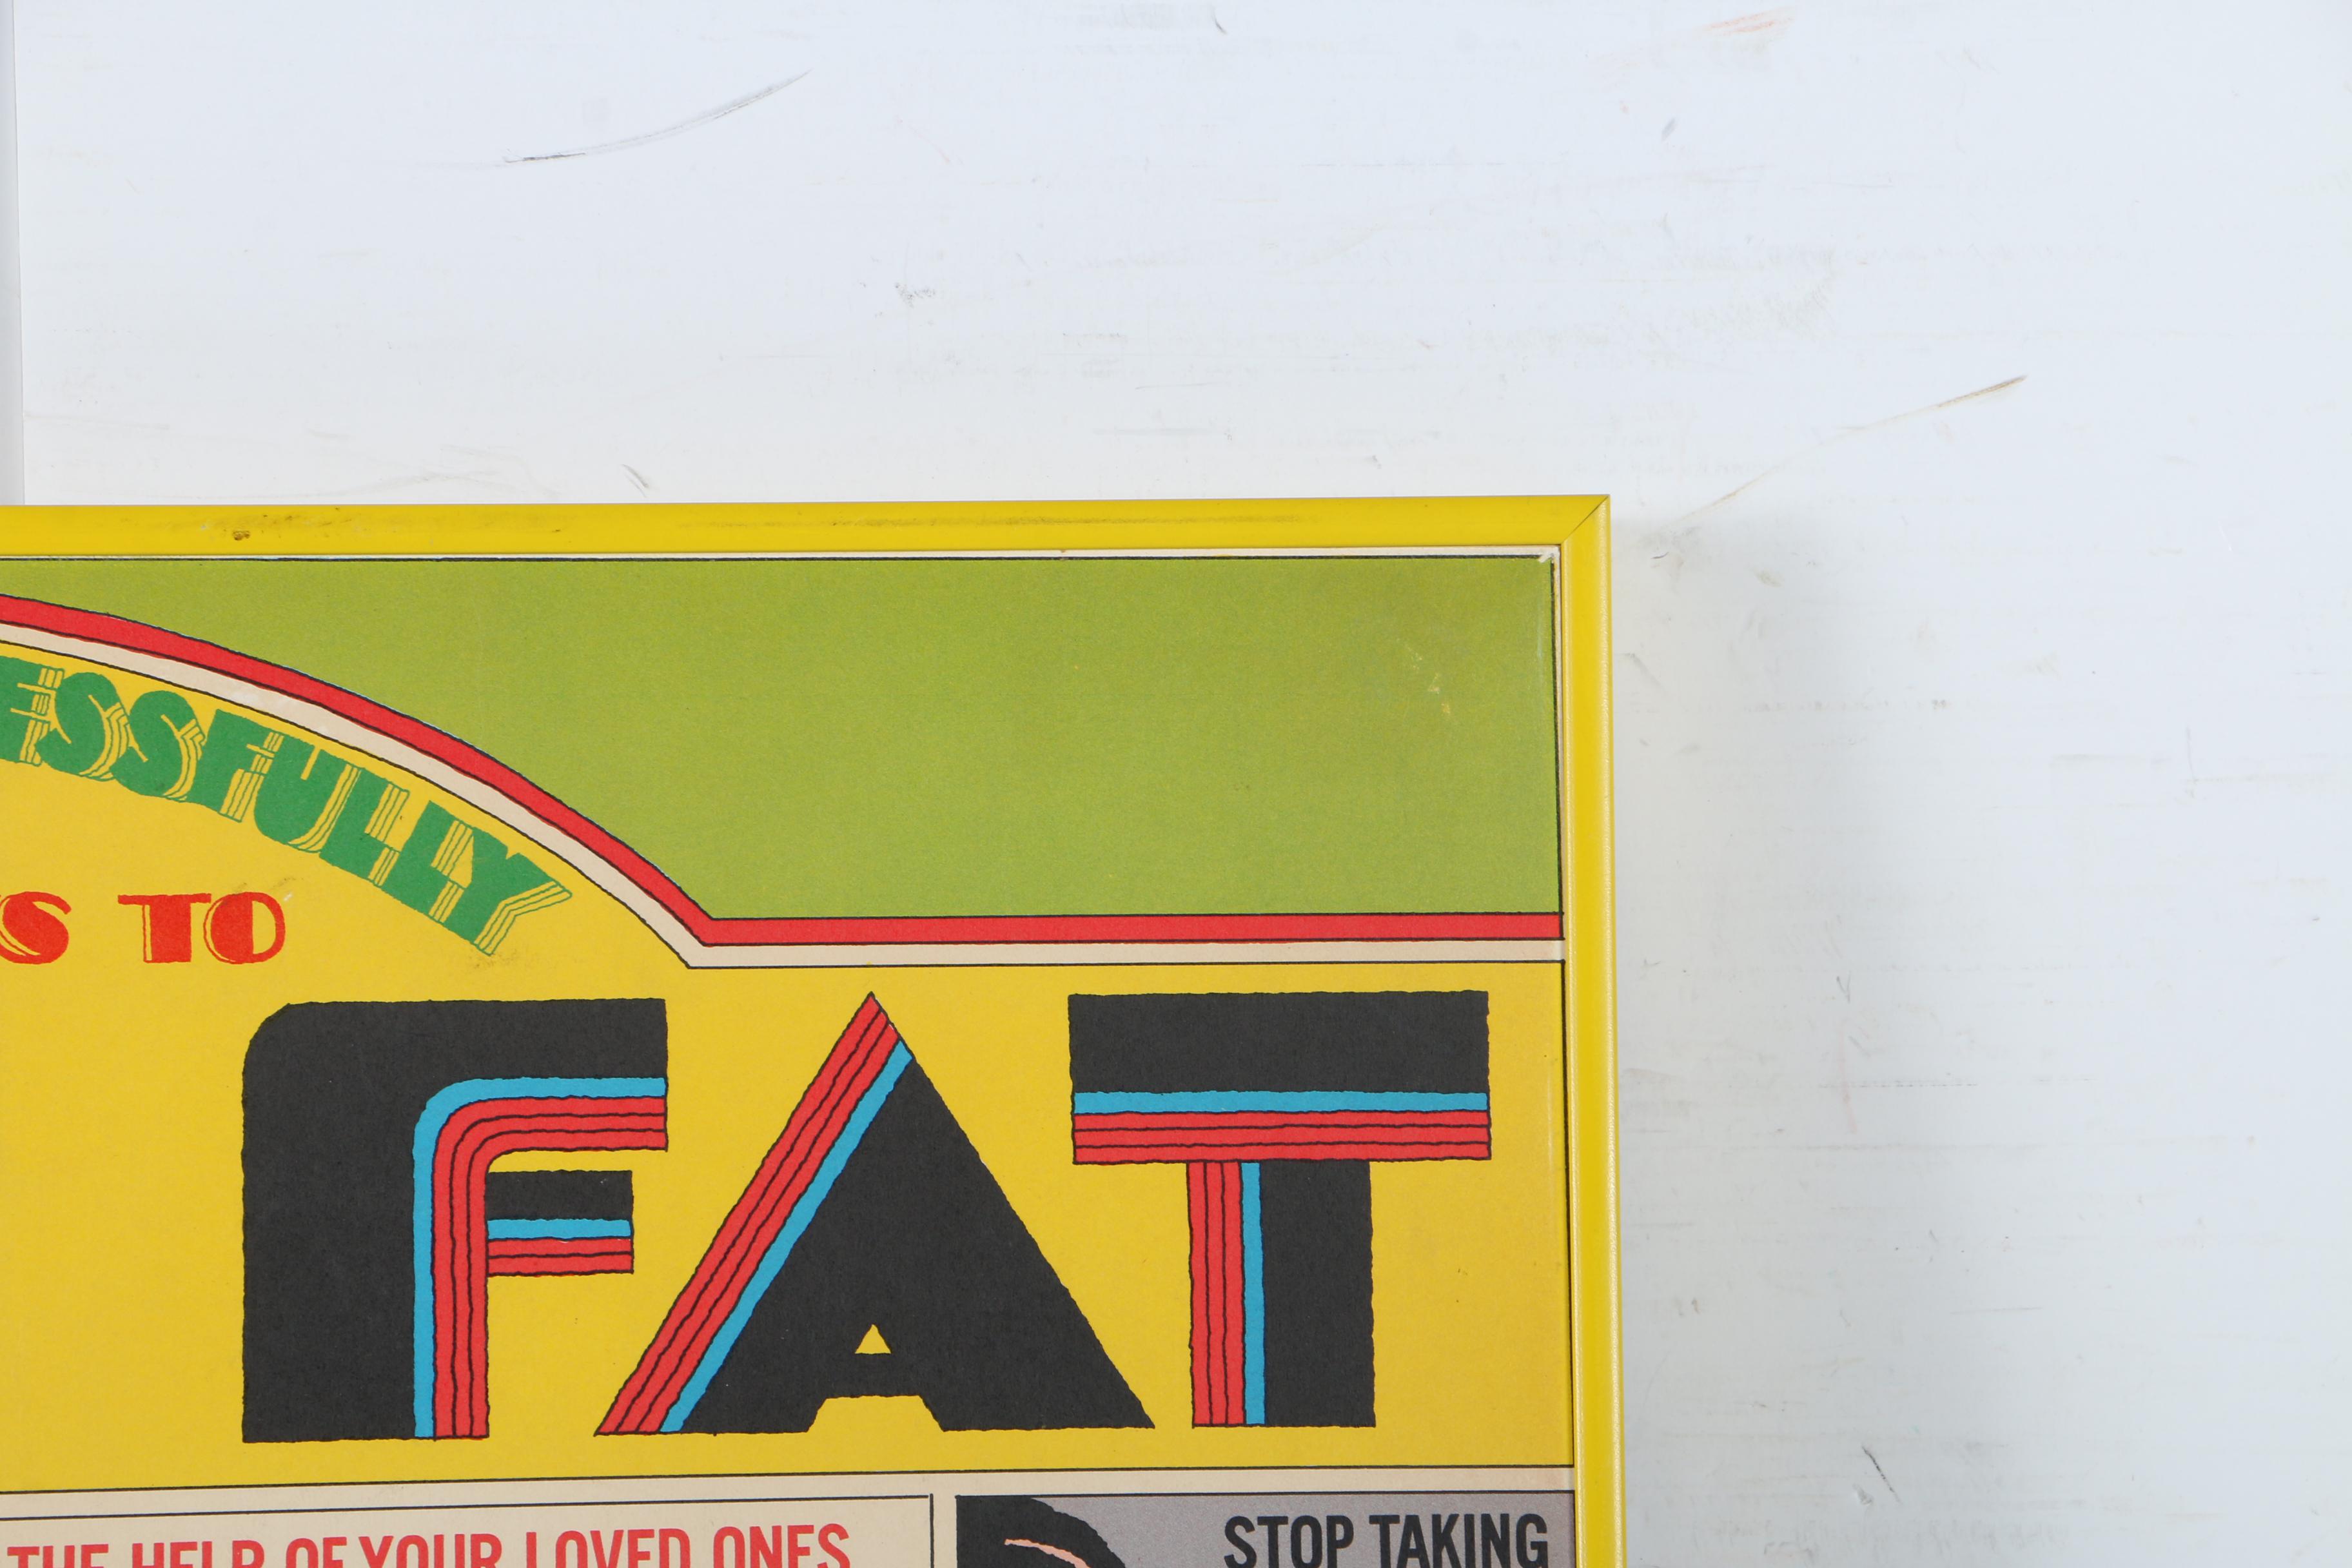 ESSFULLY
S TO
FAT
THE HELP OF YOUR LOVED ONES
STOP TAKING